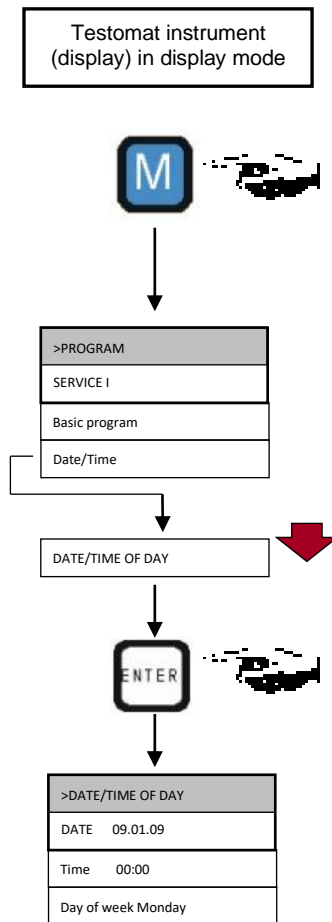 Testomat instrument
(display) in display mode
M
>PROGRAM
SERVICE I
Basic program
Date/Time
DATE/TIME OF DAY
ENTER
>DATE/TIME OF DAY
DATE 09.01.09
Time 00:00
Day of week Monday